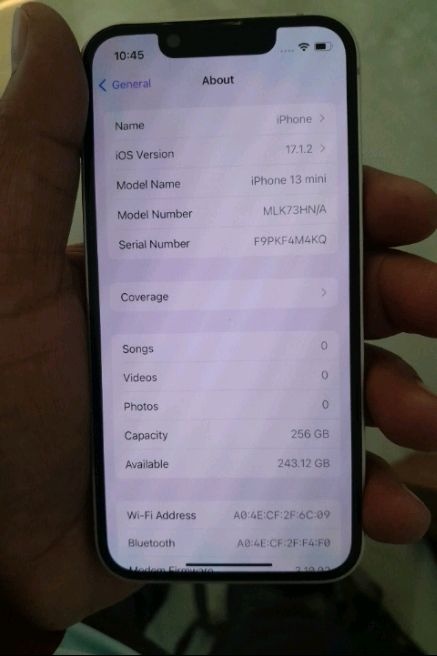 10:45
General
About
Name iPhone
iOS Version 17.1.2
Model Name iPhone 13 mini
Model Number MLK73HN/A
Serial Number F9PKF4M4KQ
Coverage
Songs 0
Videos 0
Photos 0
Capacity 256 GB
Available 243.12 GB
Wi-Fi Address A0:4E:CF:2F:6C:09
Bluetooth A0:4E:CF:2F:F4:F0
Modem Firmware